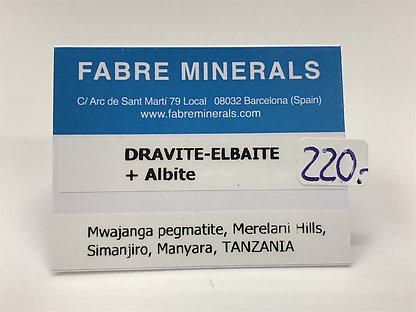 FABRE MINERALS
C/ Arc de Sant Martí 79 Local 08032 Barcelona (Spain)
www.fabreminerals.com
DRAVITE-ELBAITE
+ Albite
220.-
Mwajanga pegmatite, Merelani Hills,
Simanjiro, Manyara, TANZANIA